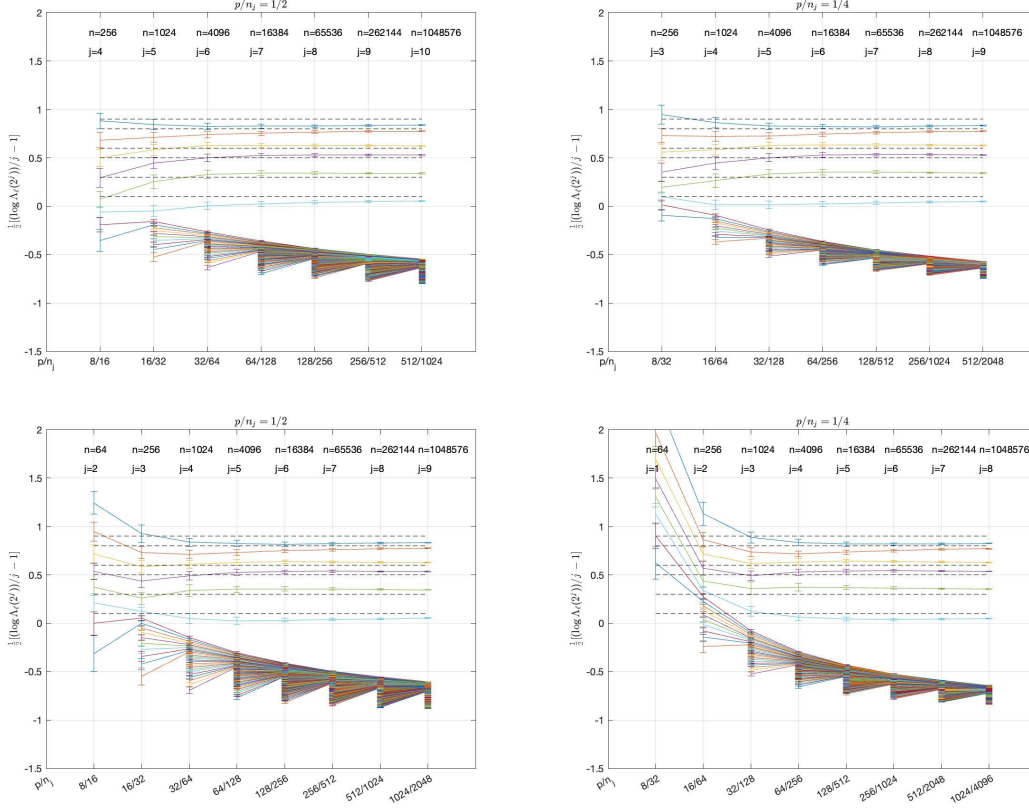 p/n_j = 1/2
2
n=256 n=1024 n=4096 n=16384 n=65536 n=262144 n=1048576
j=4 j=5 j=6 j=7 j=8 j=9 j=10
1.5
1
0.5
0
-0.5
-1
-1.5
½[(log Λ_ℓ(2^j))/j − 1]
p/n_j 8/16 16/32 32/64 64/128 128/256 256/512 512/1024
p/n_j = 1/4
2
n=256 n=1024 n=4096 n=16384 n=65536 n=262144 n=1048576
j=3 j=4 j=5 j=6 j=7 j=8 j=9
1.5
1
0.5
0
-0.5
-1
-1.5
½[(log Λ_ℓ(2^j))/j − 1]
p/n_j 8/32 16/64 32/128 64/256 128/512 256/1024 512/2048
p/n_j = 1/2
2
n=64 n=256 n=1024 n=4096 n=16384 n=65536 n=262144 n=1048576
j=2 j=3 j=4 j=5 j=6 j=7 j=8 j=9
1.5
1
0.5
0
-0.5
-1
-1.5
½[(log Λ_ℓ(2^j))/j − 1]
p/n_j 8/16 16/32 32/64 64/128 128/256 256/512 512/1024 1024/2048
p/n_j = 1/4
2
n=64 n=256 n=1024 n=4096 n=16384 n=65536 n=262144 n=1048576
j=1 j=2 j=3 j=4 j=5 j=6 j=7 j=8
1.5
1
0.5
0
-0.5
-1
-1.5
½[(log Λ_ℓ(2^j))/j − 1]
p/n_j 8/32 16/64 32/128 64/256 128/512 256/1024 512/2048 1024/4096